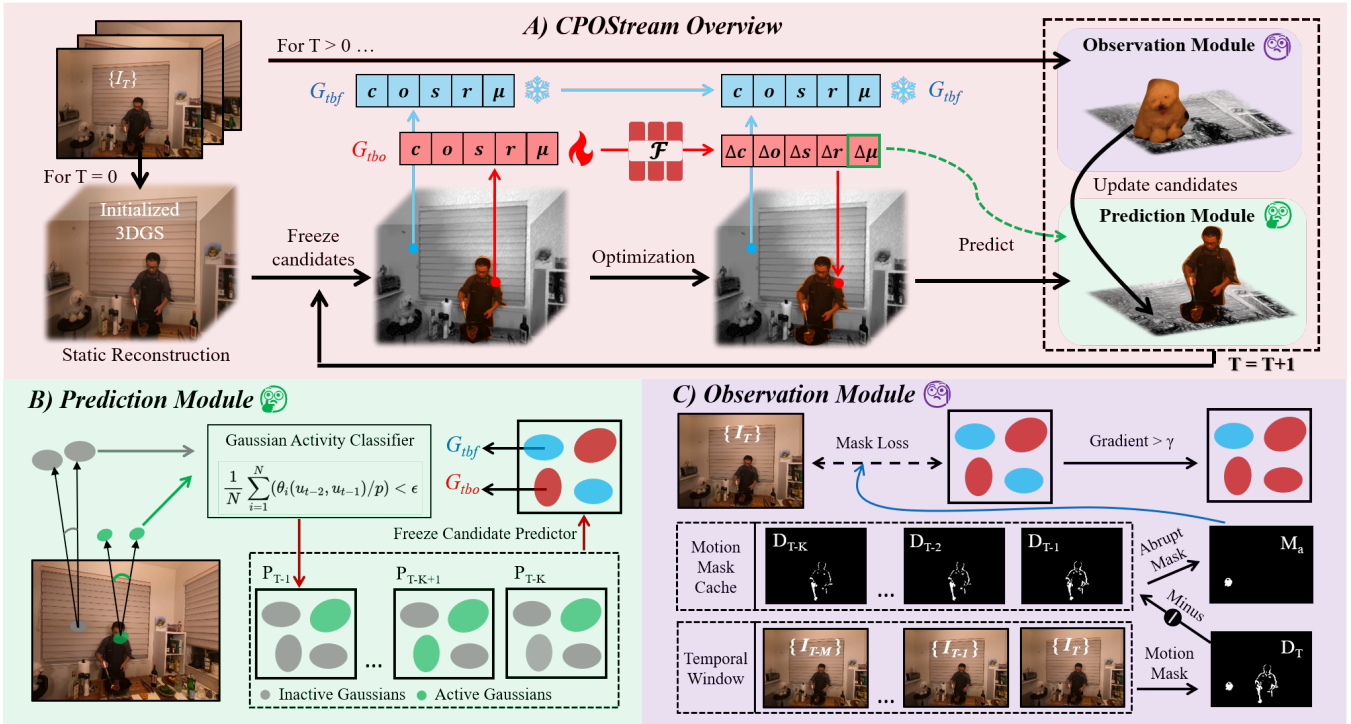 A) CPOStream Overview
{I_T}
For T > 0 ...
Observation Module
G_tbf
c o s r μ
c o s r μ
G_tbf
G_tbo
c o s r μ
F
Δc Δo Δs Δr Δμ
For T = 0
Update candidates
Initialized
3DGS
Prediction Module
Freeze
candidates
Optimization
Predict
Static Reconstruction
T = T+1
B) Prediction Module
Gaussian Activity Classifier
\frac{1}{N} \sum_{i=1}^{N} (θ_i(u_{t-2}, u_{t-1})/p) < ϵ
G_tbf
G_tbo
Freeze Candidate Predictor
P_{T-1}
P_{T-K+1}
P_{T-K}
...
Inactive Gaussians
Active Gaussians
C) Observation Module
{I_T}
Mask Loss
Gradient > γ
Motion
Mask
Cache
D_{T-K}
...
D_{T-2}
D_{T-1}
Abrupt
Mask
M_a
Minus
Temporal
Window
{I_{T-M}}
...
{I_{T-1}}
{I_T}
Motion
Mask
D_T